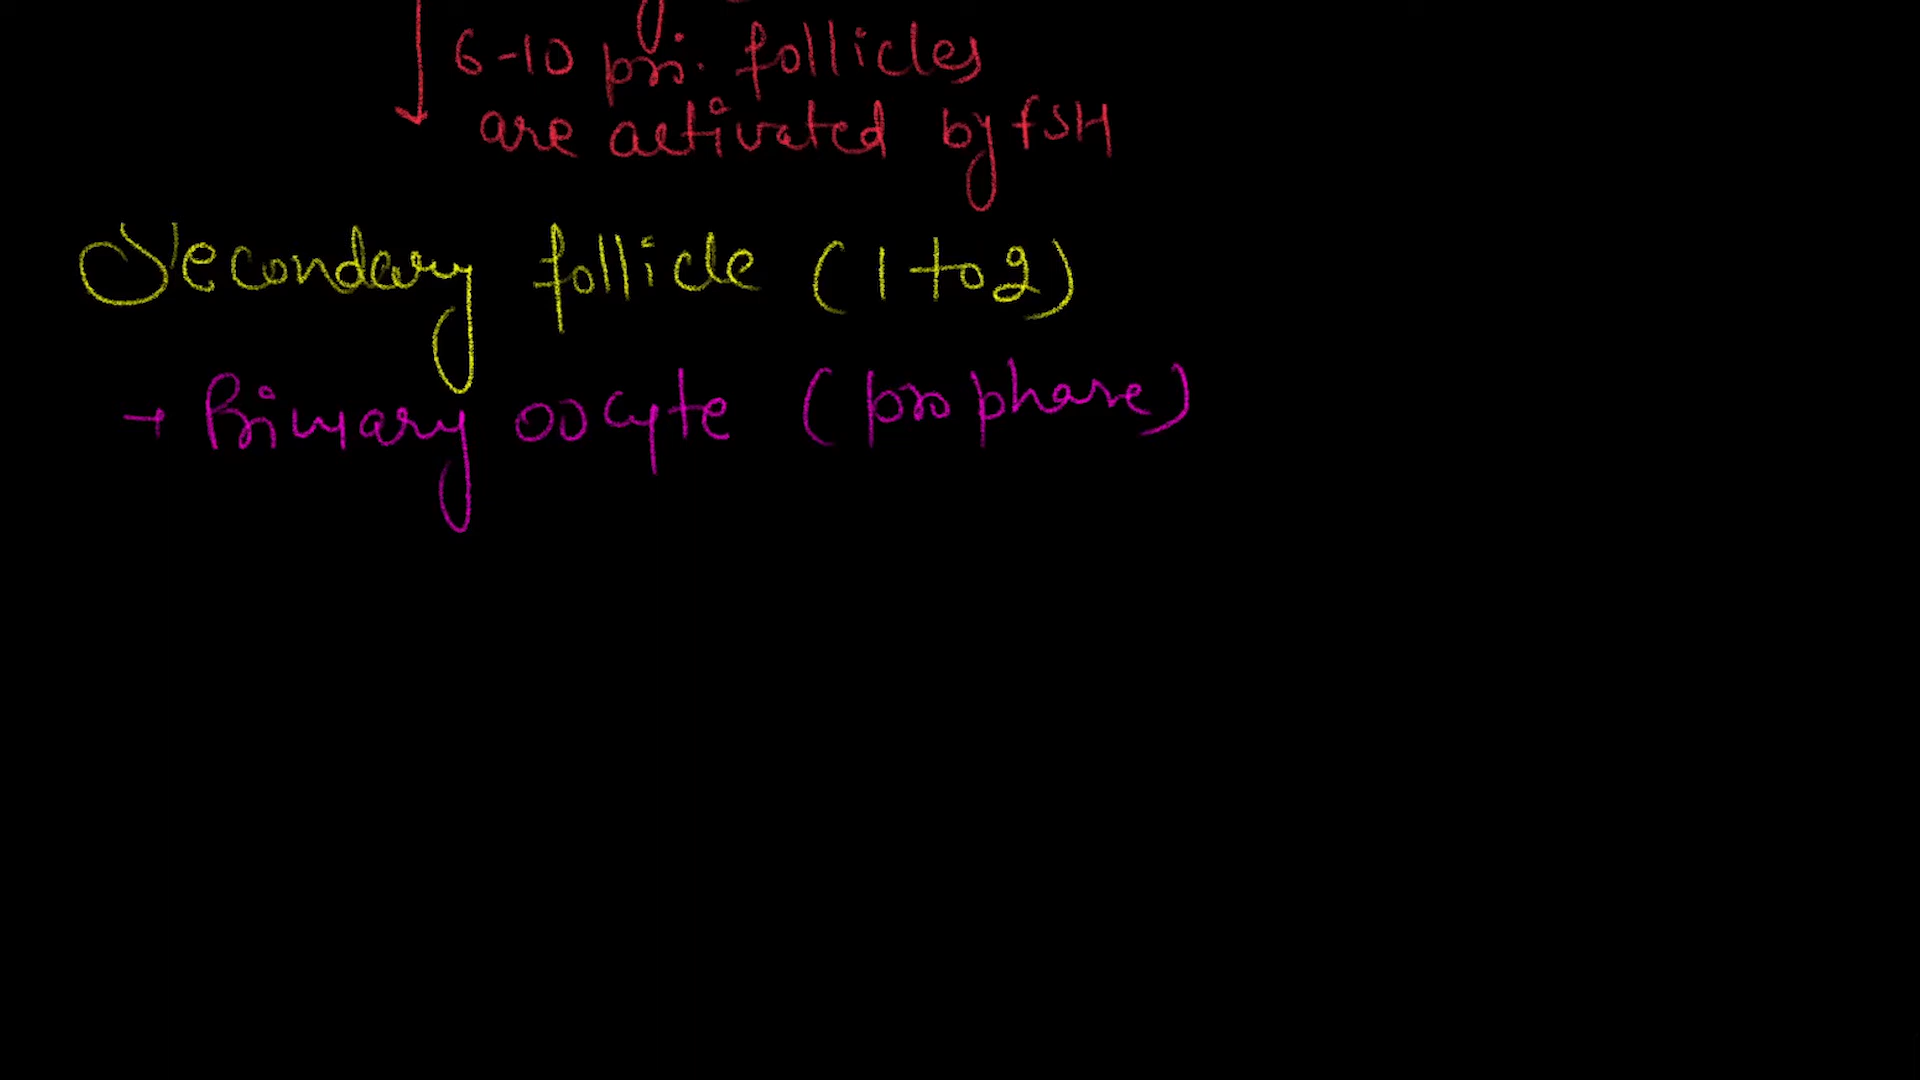 6-10 pri. follicles
are activated by FSH
Secondary follicle (1 to 2)
→ Primary oocyte (prophase)